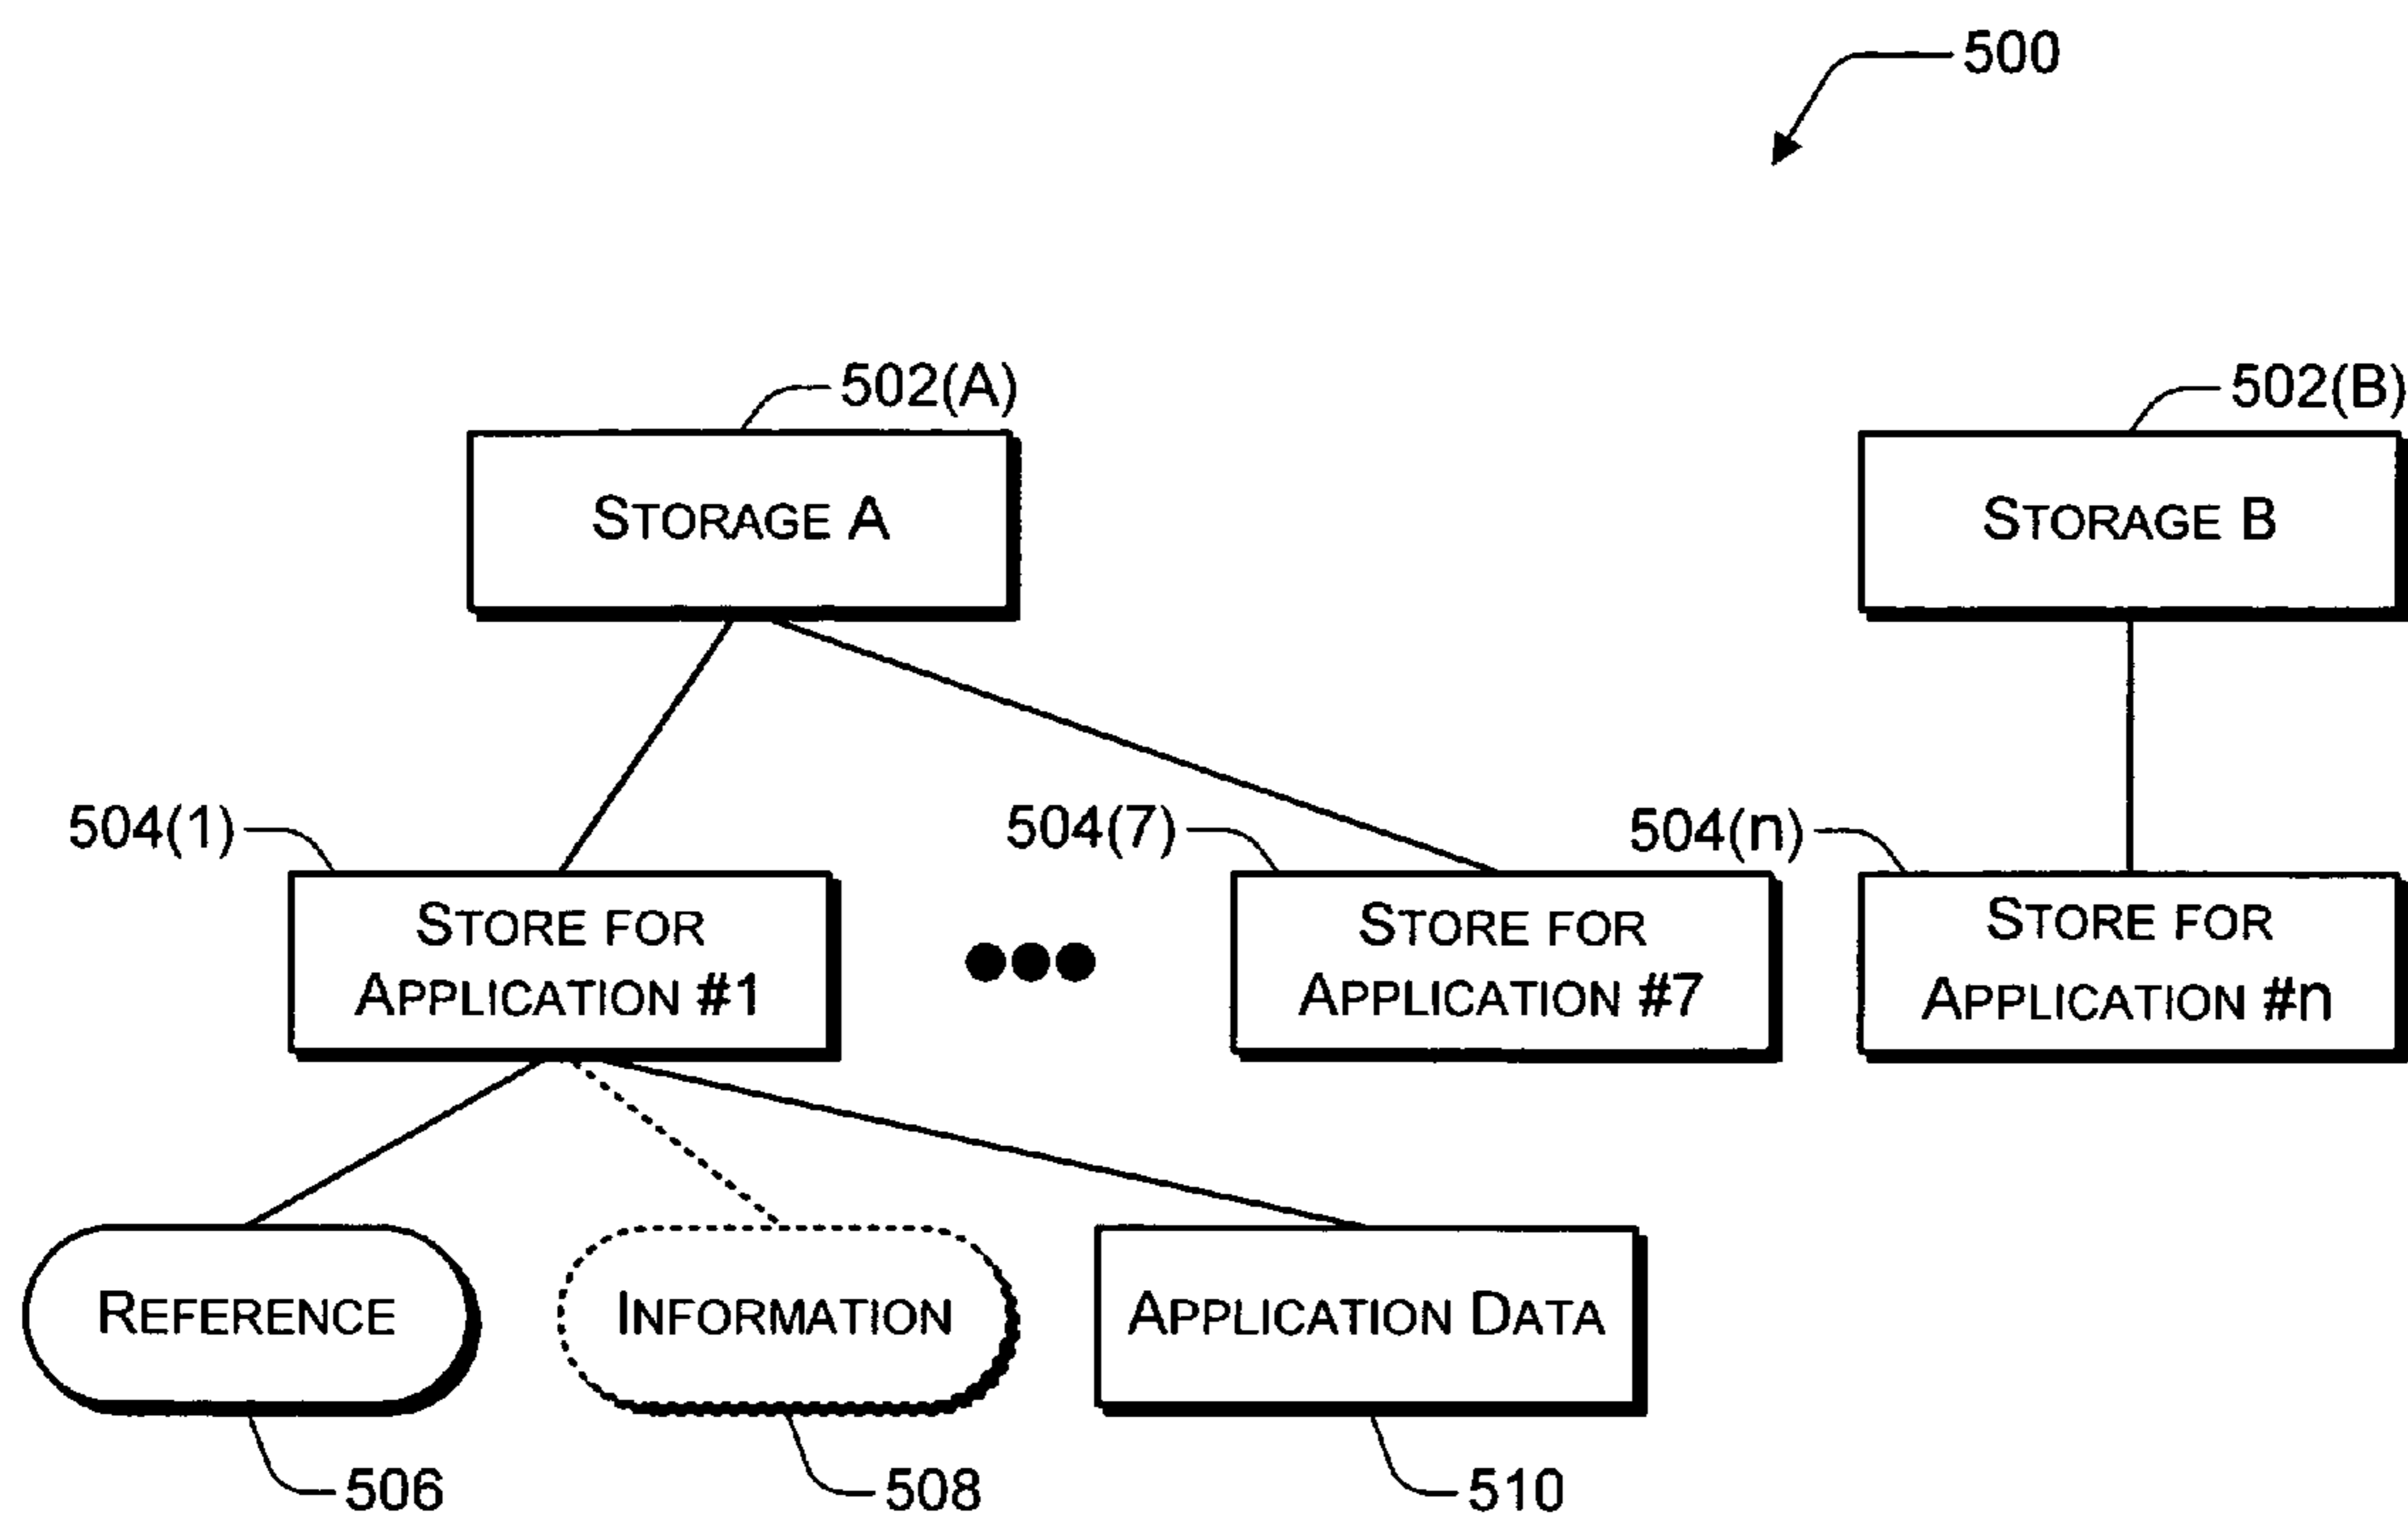 500
502(A)
502(B)
STORAGE A
STORAGE B
504(1)
504(7)
504(n)
STORE FOR
APPLICATION #1
STORE FOR
APPLICATION #7
STORE FOR
APPLICATION #n
REFERENCE
INFORMATION
APPLICATION DATA
506
508
510